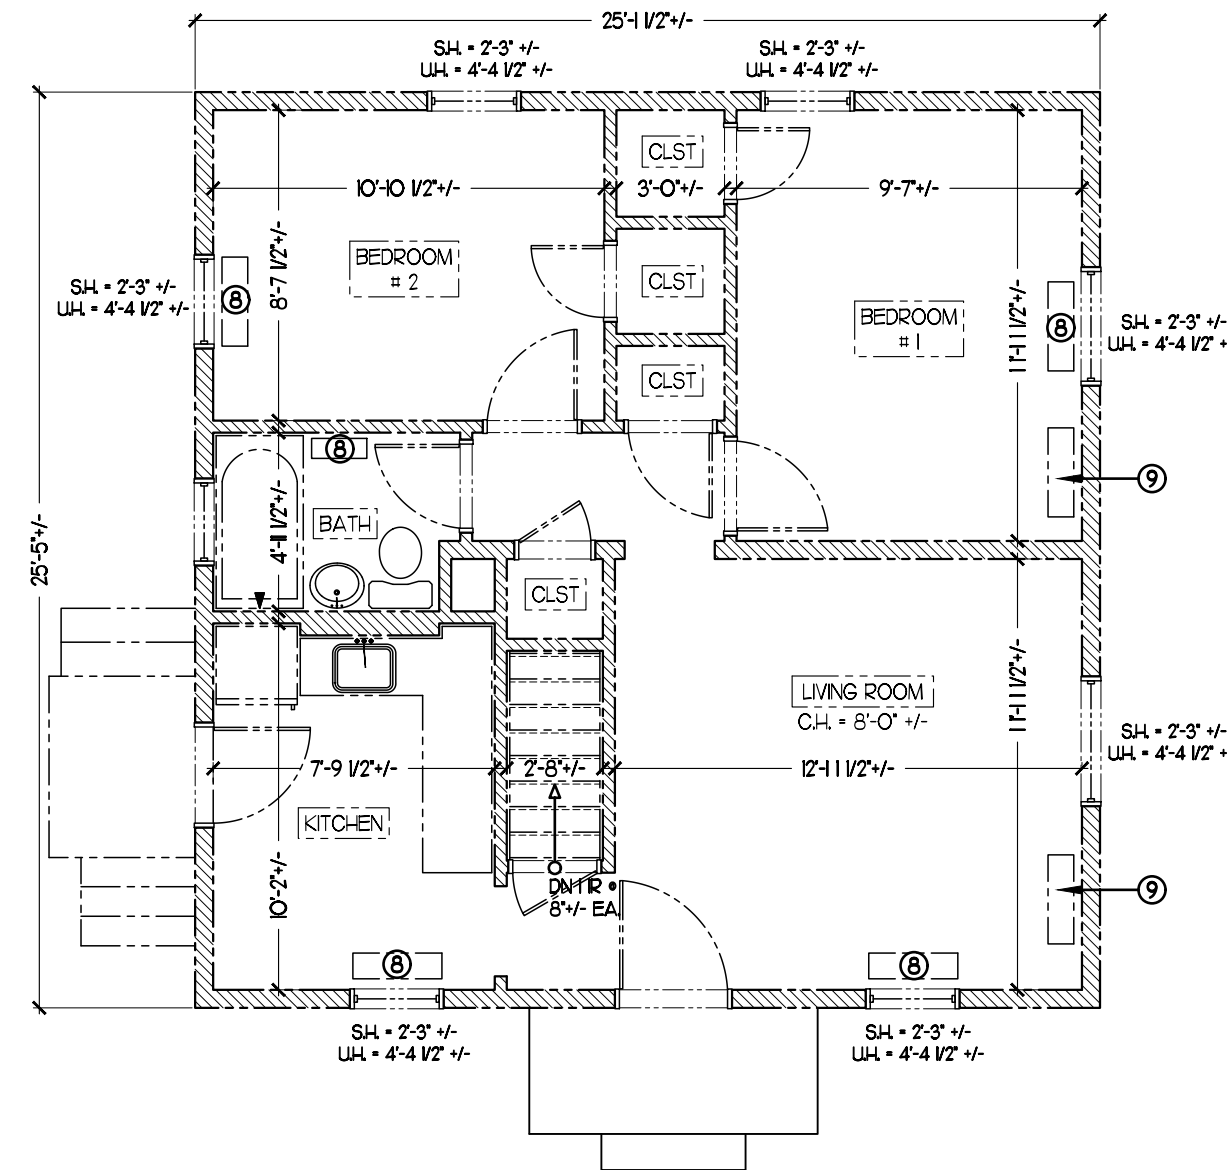 25'-1 1/2"+/-
S.H. = 2'-3" +/-
U.H. = 4'-4 1/2" +/-
S.H. = 2'-3" +/-
U.H. = 4'-4 1/2" +/-
CLST
10'-10 1/2"+/-
3'-0"+/-
9'-7"+/-
8'-7 1/2"+/-
BEDROOM
# 2
CLST
S.H. = 2'-3" +/-
U.H. = 4'-4 1/2" +/-
8
BEDROOM
# 1
11'-11 1/2"+/-
8
S.H. = 2'-3" +/-
U.H. = 4'-4 1/2" +
CLST
8
9
BATH
4'-11 1/2"+/-
25'-5"+/-
CLST
LIVING ROOM
C.H. = 8'-0" +/-
11'-11 1/2"+/-
S.H. = 2'-3" +/-
U.H. = 4'-4 1/2" +
7'-9 1/2"+/-
2'-8"+/-
12'-11 1/2"+/-
KITCHEN
10'-2"+/-
DN 11R @
8"+/- EA.
9
8
8
S.H. = 2'-3" +/-
U.H. = 4'-4 1/2" +/-
S.H. = 2'-3" +/-
U.H. = 4'-4 1/2" +/-